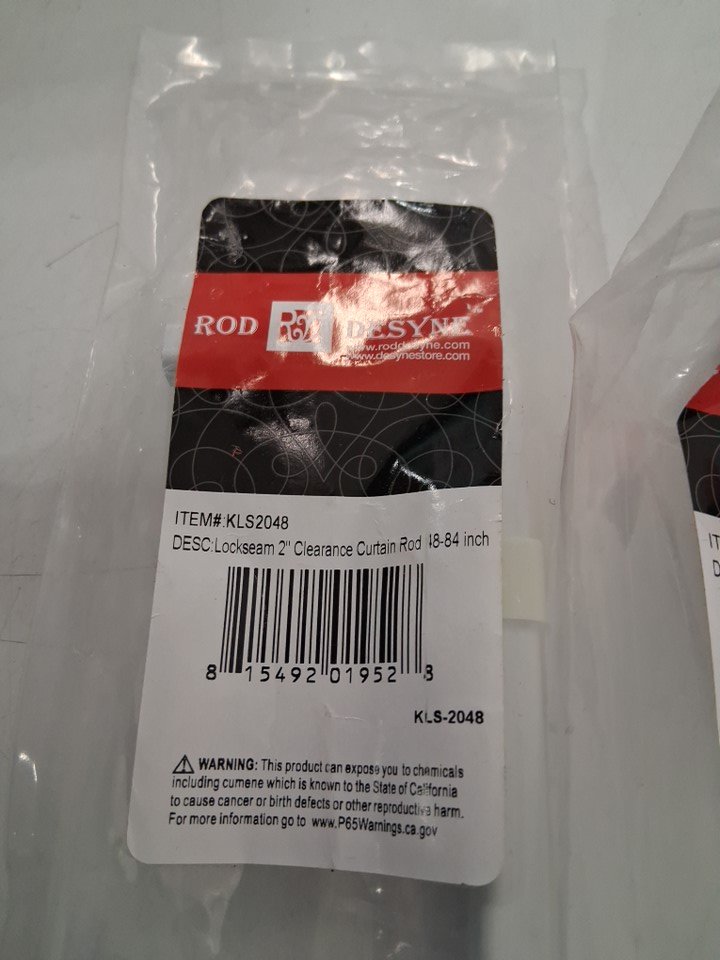 ROD DESYNE
www.roddesyne.com
www.desynestore.com
ITEM#:KLS2048
DESC:Lockseam 2" Clearance Curtain Rod 48-84 inch
8 15492 01952 8
KLS-2048
WARNING: This product can expose you to chemicals
including cumene which is known to the State of California
to cause cancer or birth defects or other reproductive harm.
For more information go to www.P65Warnings.ca.gov
IT
D